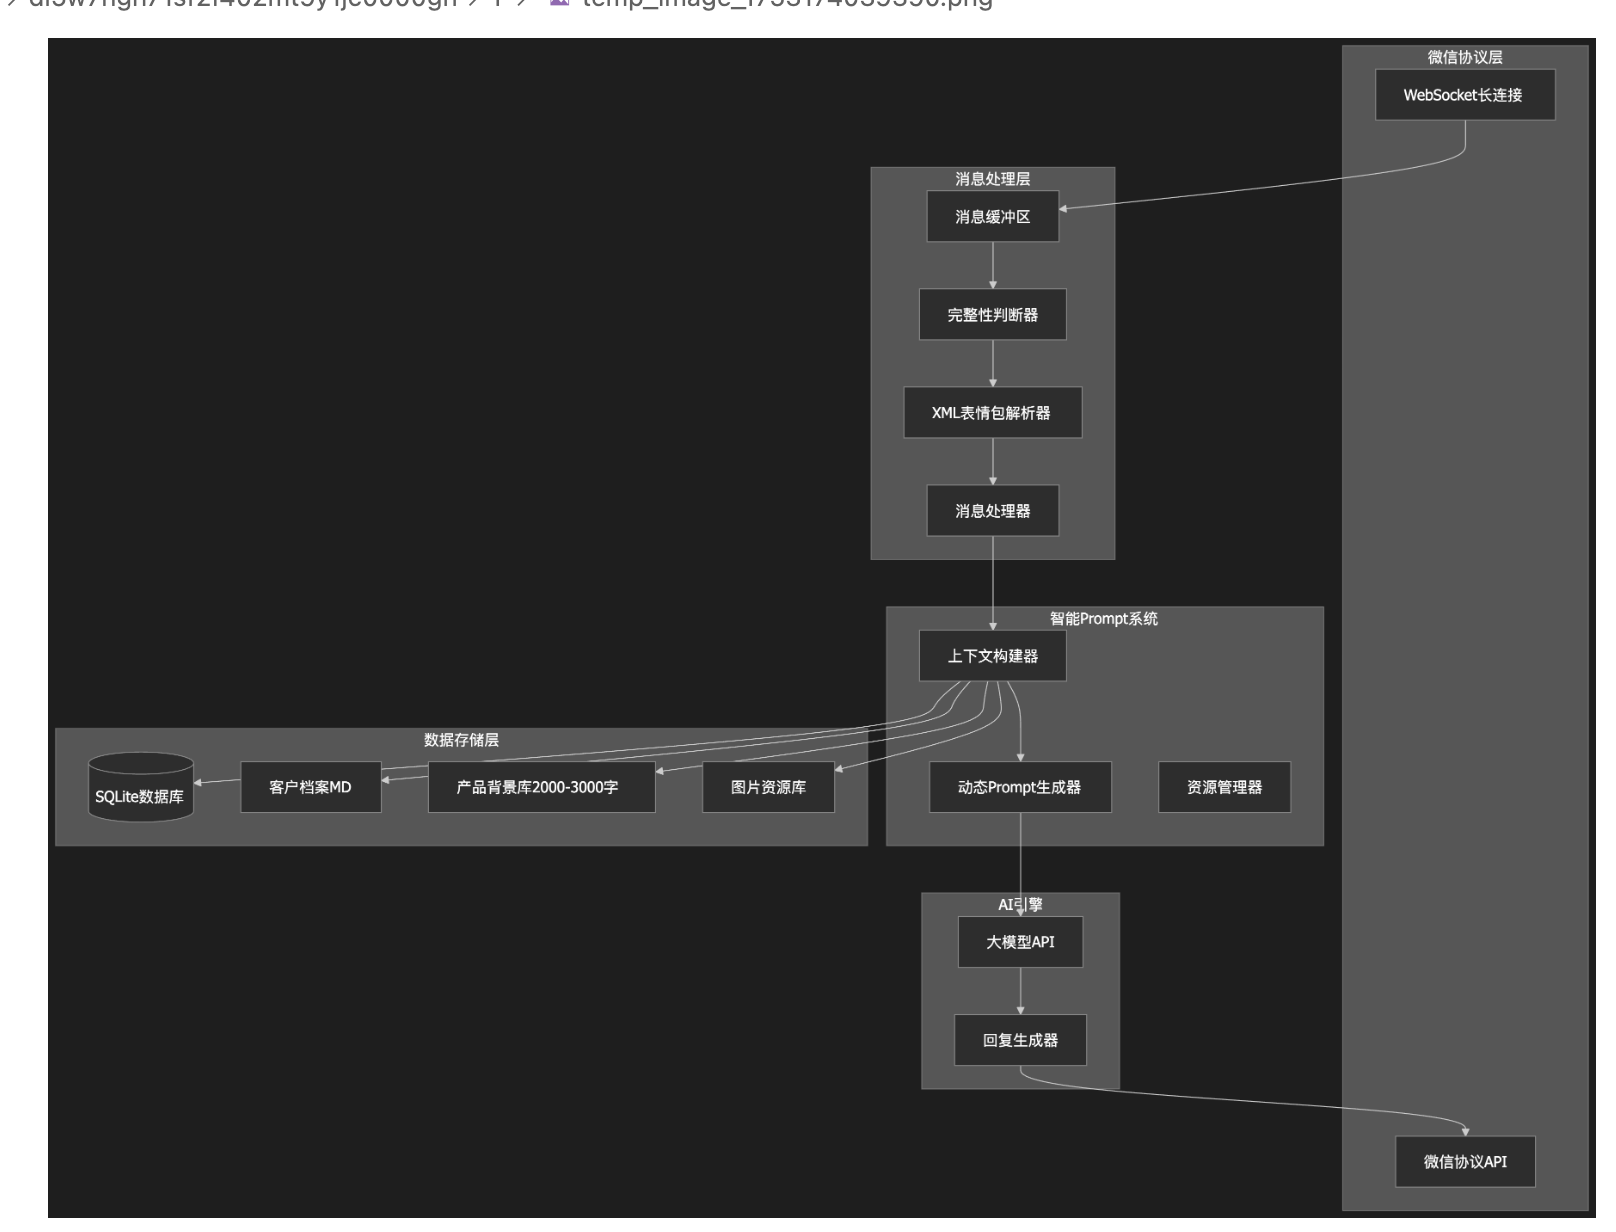 temp_image_1753174039390.png
微信协议层
WebSocket长连接
消息处理层
消息缓冲区
完整性判断器
XML表情包解析器
消息处理器
智能Prompt系统
上下文构建器
数据存储层
SQLite数据库
客户档案MD
产品背景库2000-3000字
图片资源库
动态Prompt生成器
资源管理器
AI引擎
大模型API
回复生成器
微信协议API